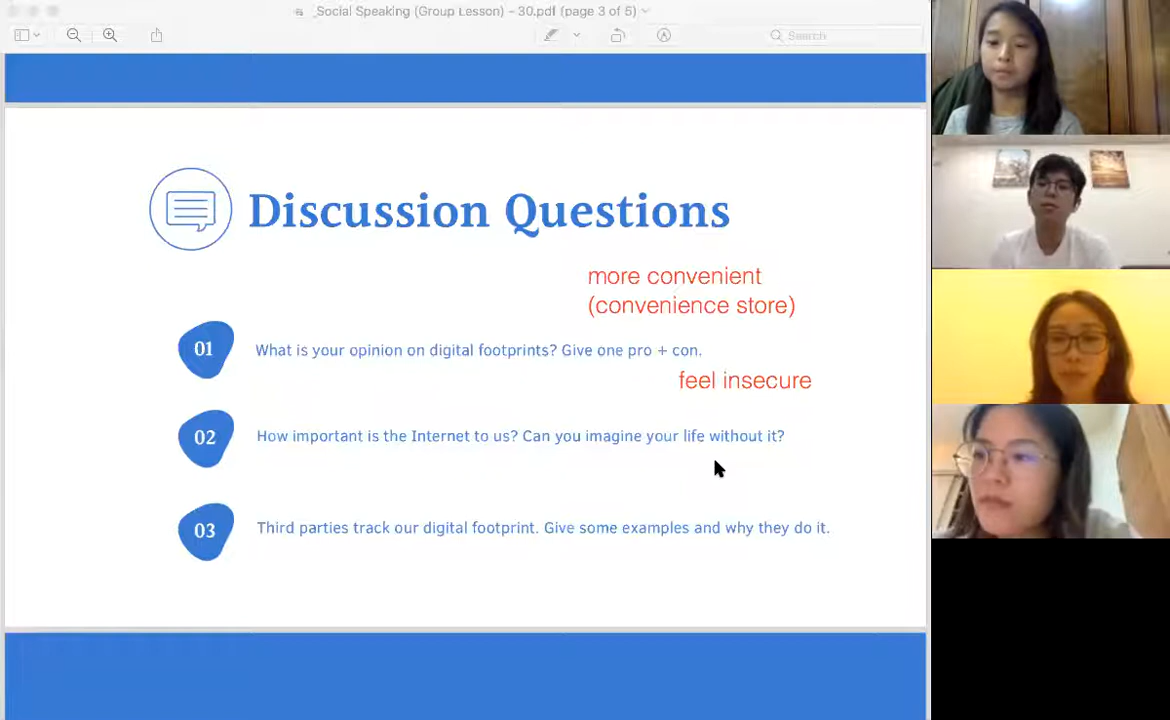 _Social Speaking (Group Lesson) – 30.pdf (page 3 of 5)
Search
Discussion Questions
more convenient
(convenience store)
01
What is your opinion on digital footprints? Give one pro + con.
feel insecure
02
How important is the Internet to us? Can you imagine your life without it?
03
Third parties track our digital footprint. Give some examples and why they do it.